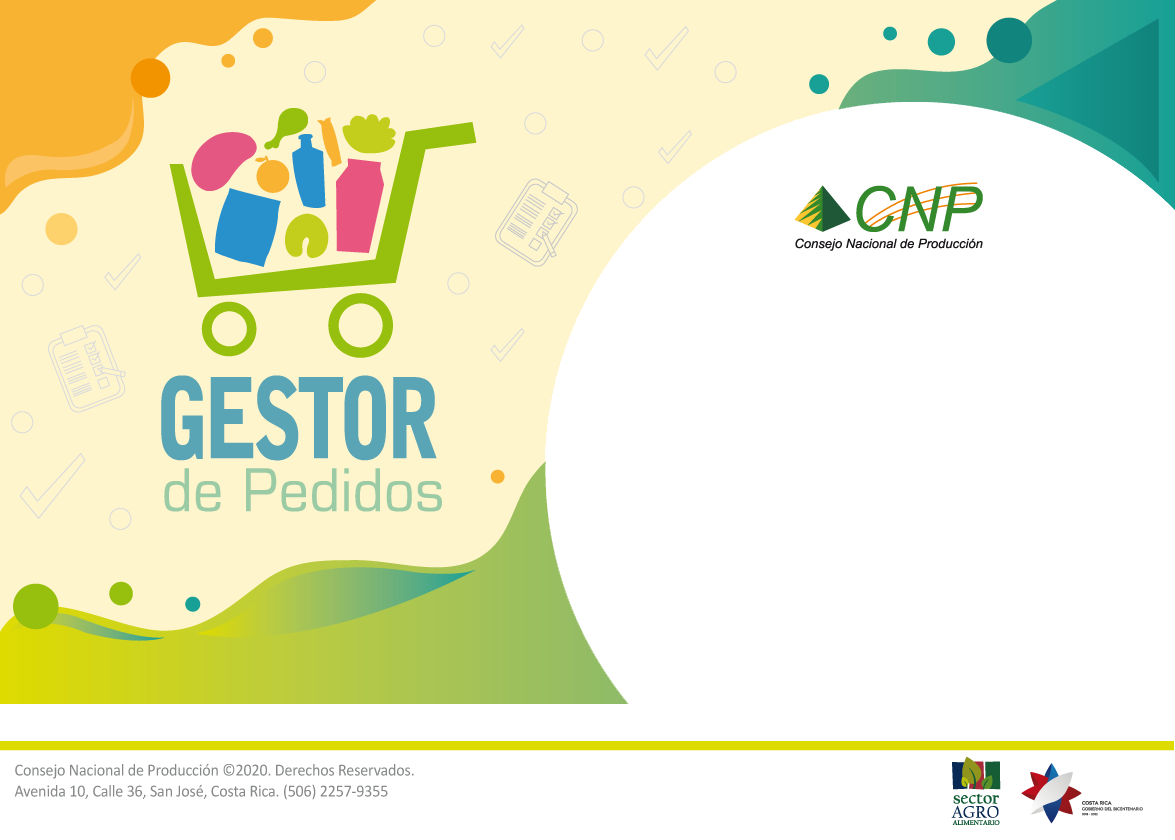 CNP
Consejo Nacional de Producción
GESTOR
de Pedidos
Consejo Nacional de Producción ©2020. Derechos Reservados.
Avenida 10, Calle 36, San José, Costa Rica. (506) 2257-9355
sector
AGRO
ALIMENTARIO
COSTA RICA
GOBIERNO DEL BICENTENARIO
2018 - 2022